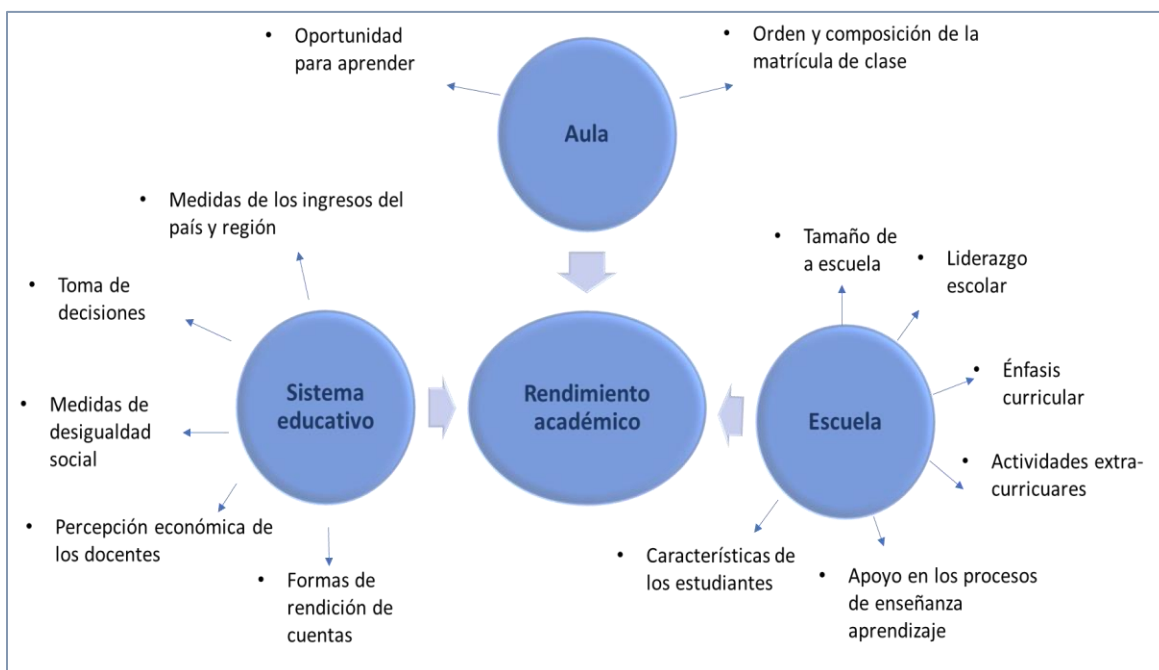 • Oportunidad
para aprender
• Orden y composición de la
matrícula de clase
Aula
• Medidas de los ingresos del
país y región
• Toma de
decisiones
• Medidas de
desigualdad
social
• Percepción económica de
los docentes
• Formas de
rendición de
cuentas
Sistema
educativo
Rendimiento
académico
• Tamaño de
a escuela
• Liderazgo
escolar
• Énfasis
curricular
Escuela
• Actividades extra-
curricuares
• Características de
los estudiantes
• Apoyo en los procesos
de enseñanza
aprendizaje